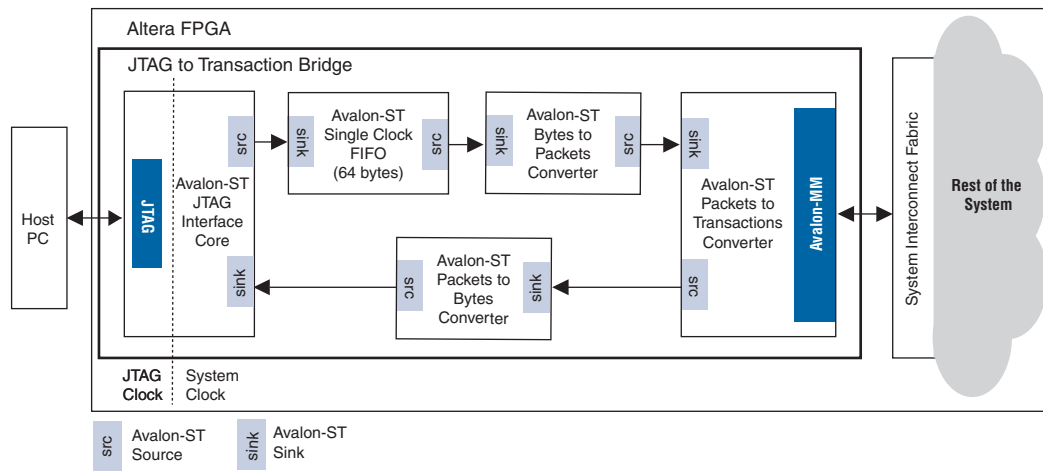 Altera FPGA
JTAG to Transaction Bridge
Host
PC
JTAG
Avalon-ST
JTAG
Interface
Core
src
sink
sink
Avalon-ST
Single Clock
FIFO
(64 bytes)
src
sink
Avalon-ST
Bytes to
Packets
Converter
src
sink
Avalon-ST
Packets to
Transactions
Converter
src
Avalon-MM
src
Avalon-ST
Packets to
Bytes
Converter
sink
System Interconnect Fabric
Rest of the
System
JTAG
Clock
System
Clock
src
Avalon-ST
Source
sink
Avalon-ST
Sink